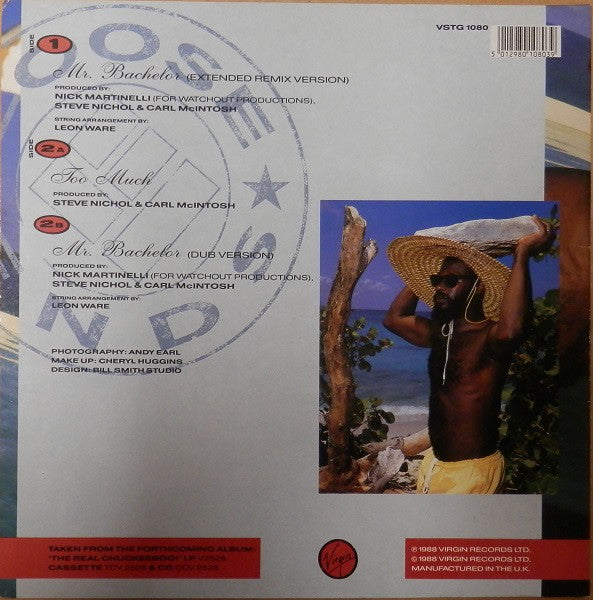 VSTG 1080
5 012980 108039
LOOSE ENDS
SIDE 1
Mr. Bachelor (EXTENDED REMIX VERSION)
PRODUCED BY:
NICK MARTINELLI (FOR WATCHOUT PRODUCTIONS),
STEVE NICHOL & CARL McINTOSH
STRING ARRANGEMENT BY:
LEON WARE
SIDE 2A
Too Much
PRODUCED BY:
STEVE NICHOL & CARL McINTOSH
2B
Mr. Bachelor (DUB VERSION)
PRODUCED BY:
NICK MARTINELLI (FOR WATCHOUT PRODUCTIONS),
STEVE NICHOL & CARL McINTOSH
STRING ARRANGEMENT BY:
LEON WARE
PHOTOGRAPHY: ANDY EARL
MAKE UP: CHERYL HUGGINS
DESIGN: BILL SMITH STUDIO
TAKEN FROM THE FORTHCOMING ALBUM:
'THE REAL CHUCKEEBOO' LP V2528
CASSETTE TCV 2528 & CD CDV 2528
Virgin
℗ 1988 VIRGIN RECORDS LTD.
© 1988 VIRGIN RECORDS LTD.
MANUFACTURED IN THE U.K.